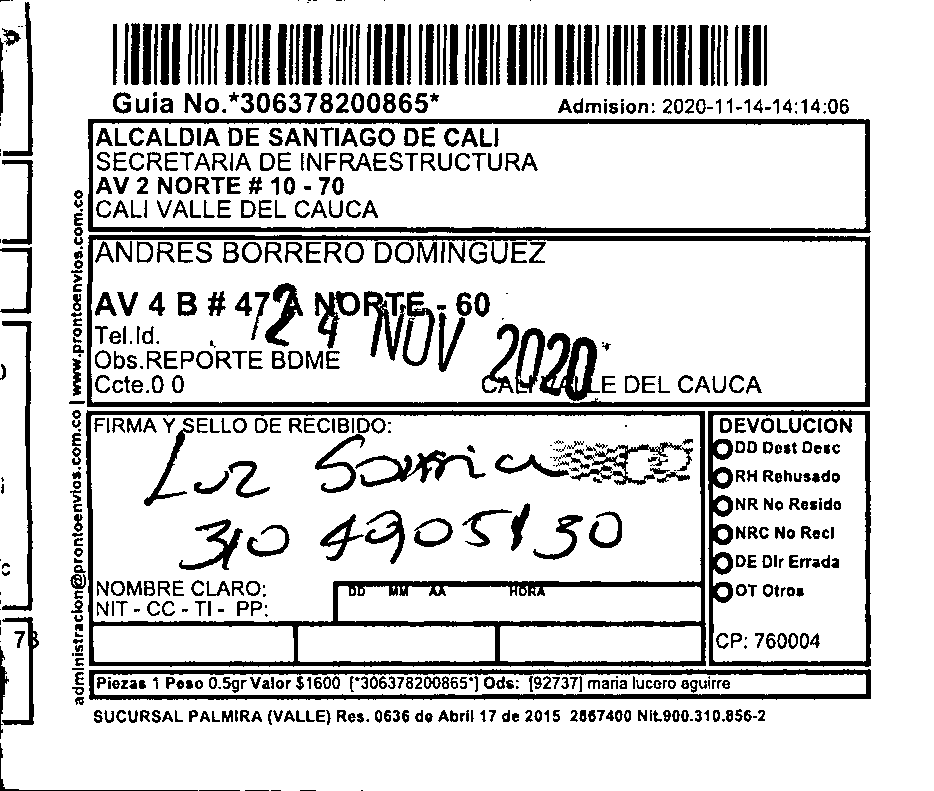 Guia No.*306378200865*
Admision: 2020-11-14-14:14:06
ALCALDIA DE SANTIAGO DE CALI
SECRETARIA DE INFRAESTRUCTURA
AV 2 NORTE # 10 - 70
CALI VALLE DEL CAUCA
ANDRES BORRERO DOMINGUEZ
AV 4 B # 47 A NORTE - 60
24 NOV 2020
Tel.Id.
Obs.REPORTE BDME
Ccte.0 0
CALI VALLE DEL CAUCA
FIRMA Y SELLO DE RECIBIDO:
Luz
310 4905130
NOMBRE CLARO:
NIT - CC - TI - PP:
DD MM AA HORA
DEVOLUCION
DD Dest Desc
RH Rehusado
NR No Reside
NRC No Recl
DE Dir Errada
OT Otros
CP: 760004
Piezas 1 Peso 0.5gr Valor $1600 [*306378200865*] Ods: [92737] maria lucero aguirre
SUCURSAL PALMIRA (VALLE) Res. 0636 de Abril 17 de 2015 2867400 Nit.900.310.856-2
administracion@prontoenvios.com.co | www.prontoenvios.com.co